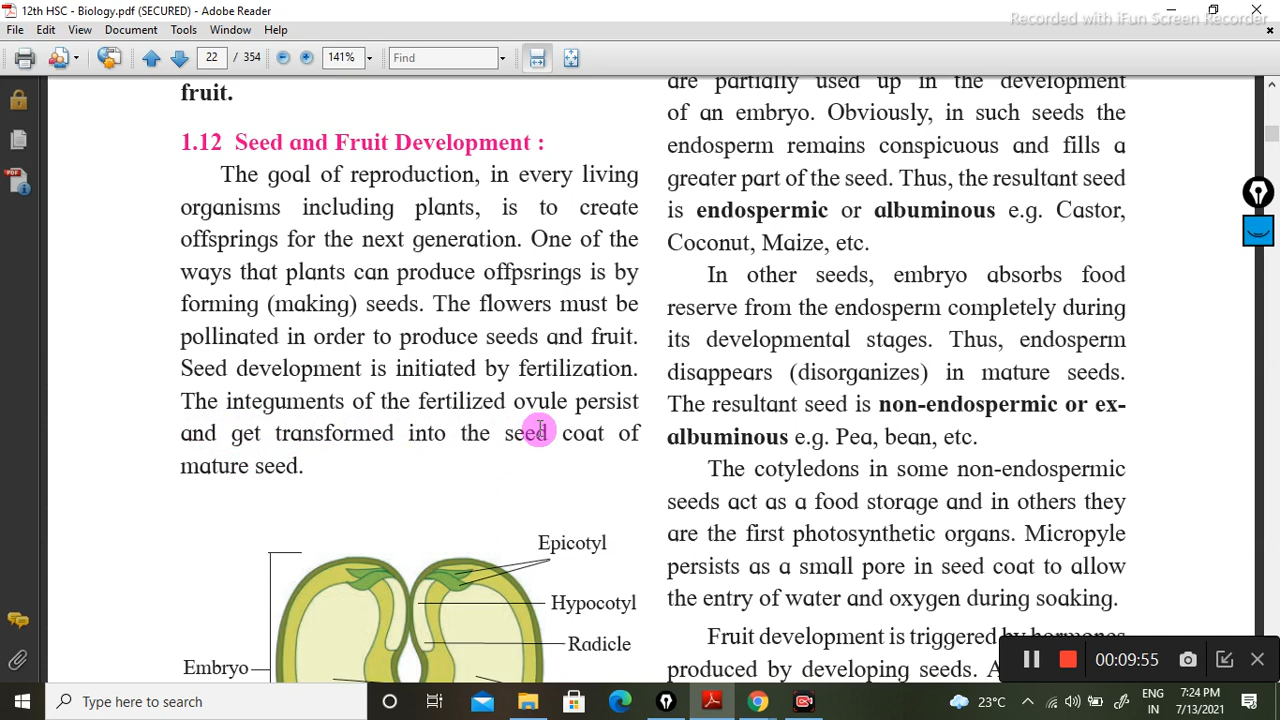 12th HSC - Biology.pdf (SECURED) - Adobe Reader
Recorded with iFun Screen Recorder
File Edit View Document Tools Window Help
22 / 354 141% Find
fruit.
1.12 Seed and Fruit Development :
The goal of reproduction, in every living
organisms including plants, is to create
offsprings for the next generation. One of the
ways that plants can produce offpsrings is by
forming (making) seeds. The flowers must be
pollinated in order to produce seeds and fruit.
Seed development is initiated by fertilization.
The integuments of the fertilized ovule persist
and get transformed into the seed coat of
mature seed.
Epicotyl
Hypocotyl
Radicle
Embryo
are partially used up in the development
of an embryo. Obviously, in such seeds the
endosperm remains conspicuous and fills a
greater part of the seed. Thus, the resultant seed
is endospermic or albuminous e.g. Castor,
Coconut, Maize, etc.
In other seeds, embryo absorbs food
reserve from the endosperm completely during
its developmental stages. Thus, endosperm
disappears (disorganizes) in mature seeds.
The resultant seed is non-endospermic or ex-
albuminous e.g. Pea, bean, etc.
The cotyledons in some non-endospermic
seeds act as a food storage and in others they
are the first photosynthetic organs. Micropyle
persists as a small pore in seed coat to allow
the entry of water and oxygen during soaking.
Fruit development is triggered by hormones
produced by developing seeds. A
00:09:55
Type here to search
23°C
ENG
IN
7:24 PM
7/13/2021